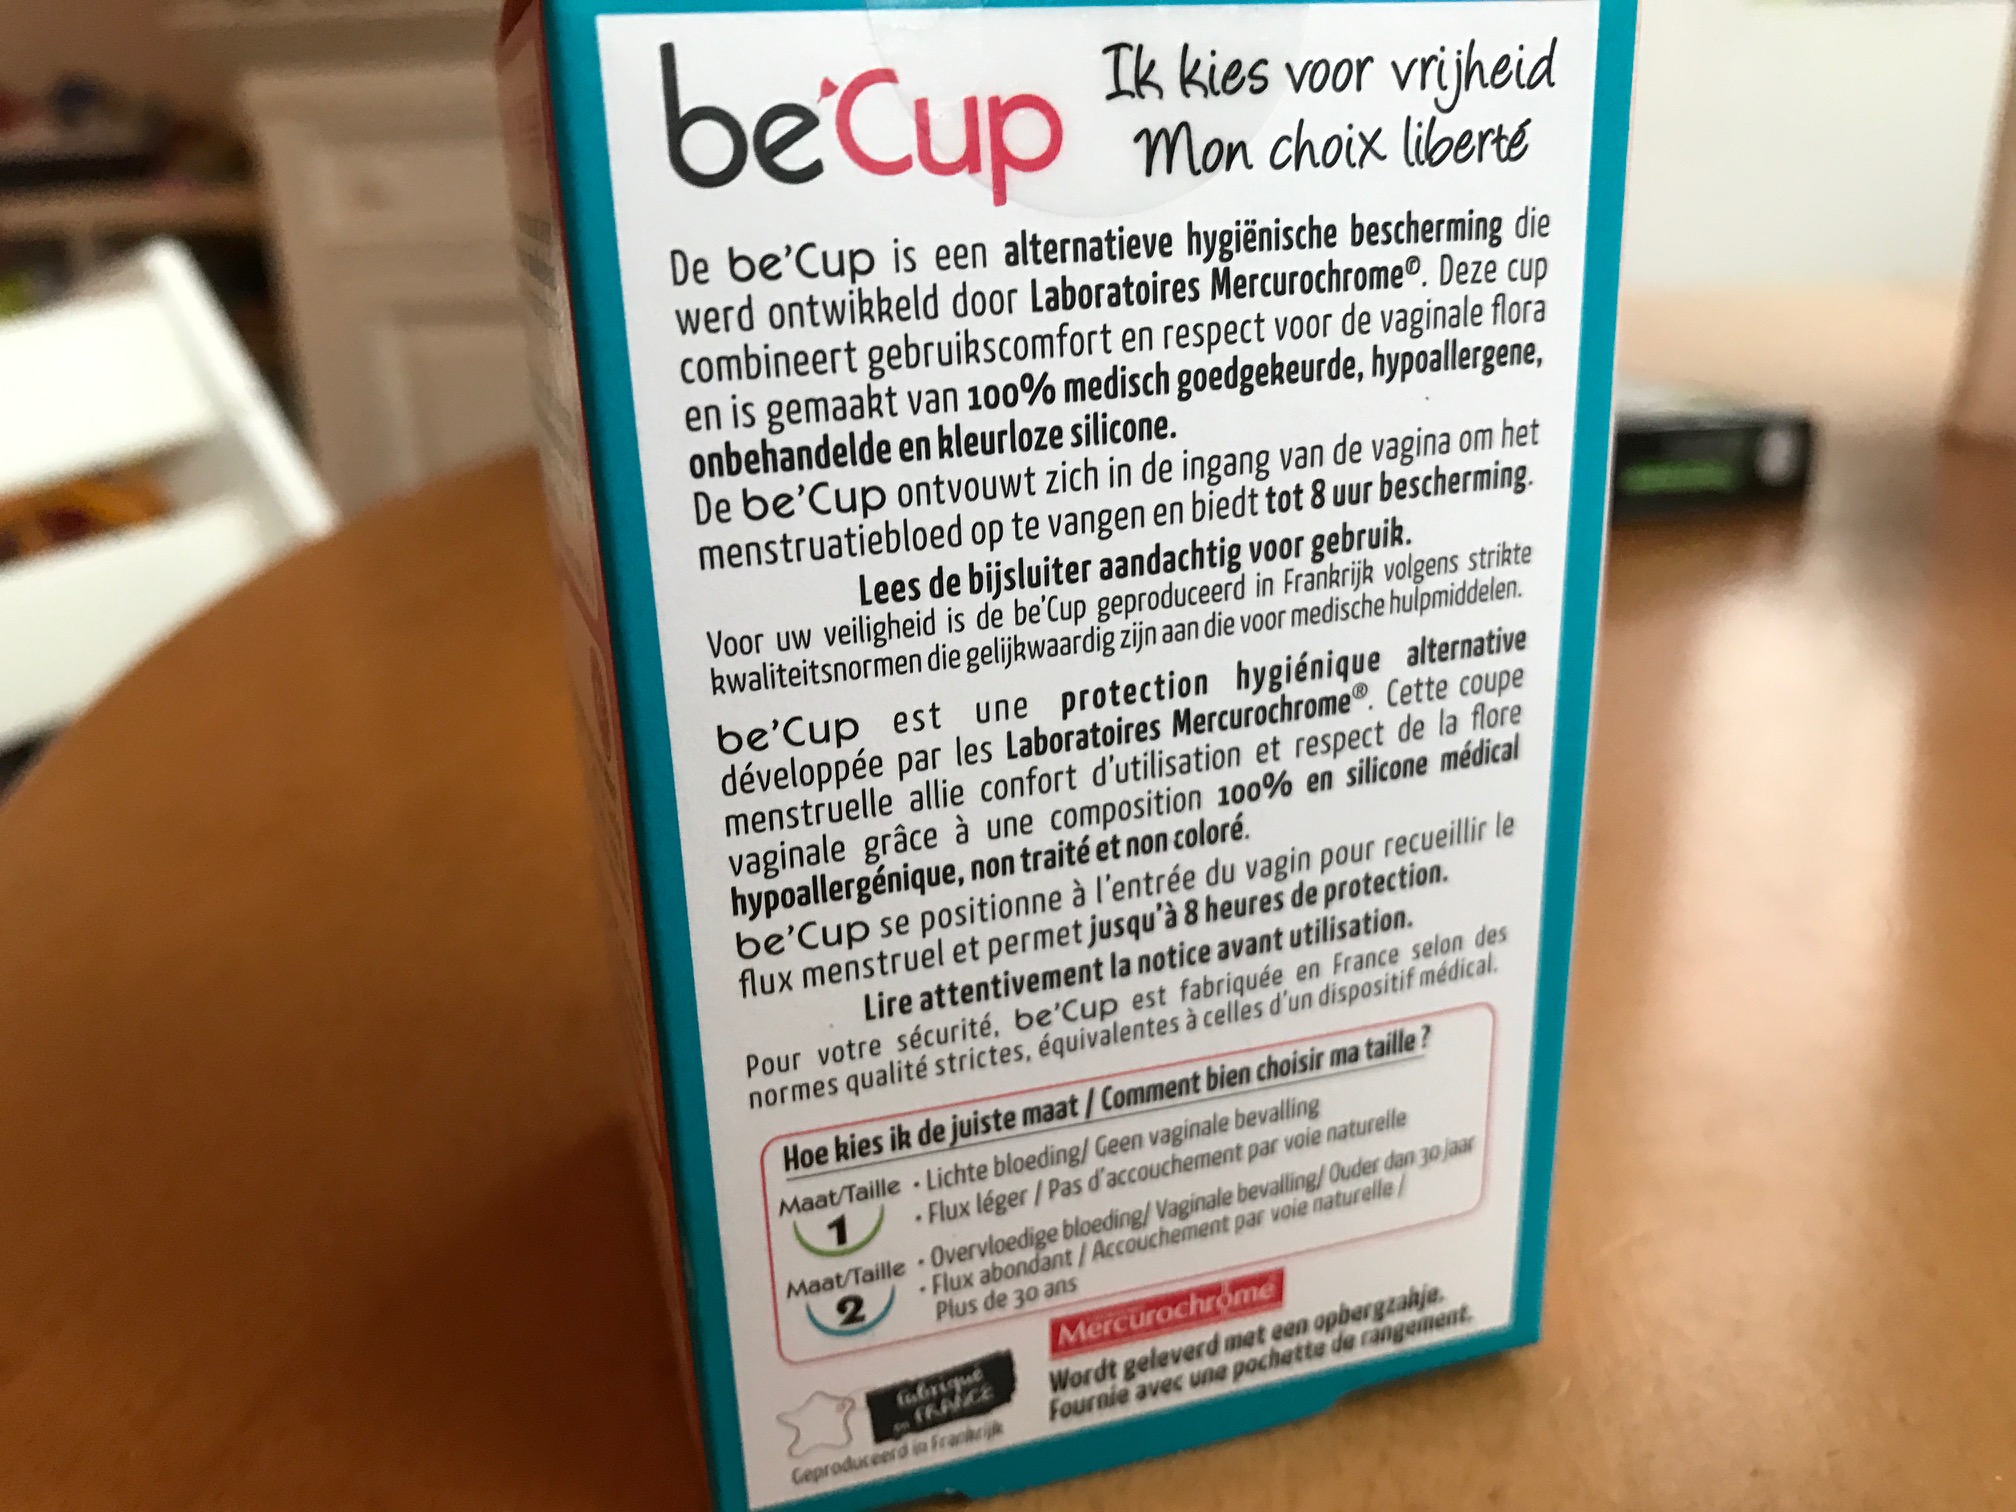 be'Cup
Ik kies voor vrijheid
Mon choix liberté
De be'Cup is een alternatieve hygiënische bescherming die
werd ontwikkeld door Laboratoires Mercurochrome®. Deze cup
combineert gebruikscomfort en respect voor de vaginale flora
en is gemaakt van 100% medisch goedgekeurde, hypoallergene,
onbehandelde en kleurloze silicone.
De be'Cup ontvouwt zich in de ingang van de vagina om het
menstruatiebloed op te vangen en biedt tot 8 uur bescherming.
Lees de bijsluiter aandachtig voor gebruik.
Voor uw veiligheid is de be'Cup geproduceerd in Frankrijk volgens strikte
kwaliteitsnormen die gelijkwaardig zijn aan die voor medische hulpmiddelen.
be'Cup est une protection hygiénique alternative
développée par les Laboratoires Mercurochrome®. Cette coupe
menstruelle allie confort d'utilisation et respect de la flore
vaginale grâce à une composition 100% en silicone médical
hypoallergénique, non traité et non coloré.
be'Cup se positionne à l'entrée du vagin pour recueillir le
flux menstruel et permet jusqu'à 8 heures de protection.
Lire attentivement la notice avant utilisation.
Pour votre sécurité, be'Cup est fabriquée en France selon des
normes qualité strictes, équivalentes à celles d'un dispositif médical.
Hoe kies ik de juiste maat / Comment bien choisir ma taille ?
Maat/Taille 1
• Lichte bloeding/ Geen vaginale bevalling
• Flux léger / Pas d'accouchement par voie naturelle
Maat/Taille 2
• Overvloedige bloeding/ Vaginale bevalling/ Ouder dan 30 jaar
• Flux abondant / Accouchement par voie naturelle /
Plus de 30 ans
Mercurochrome
Wordt geleverd met een opbergzakje.
Fournie avec une pochette de rangement.
fabriqué
en FRANCE
Geproduceerd in Frankrijk